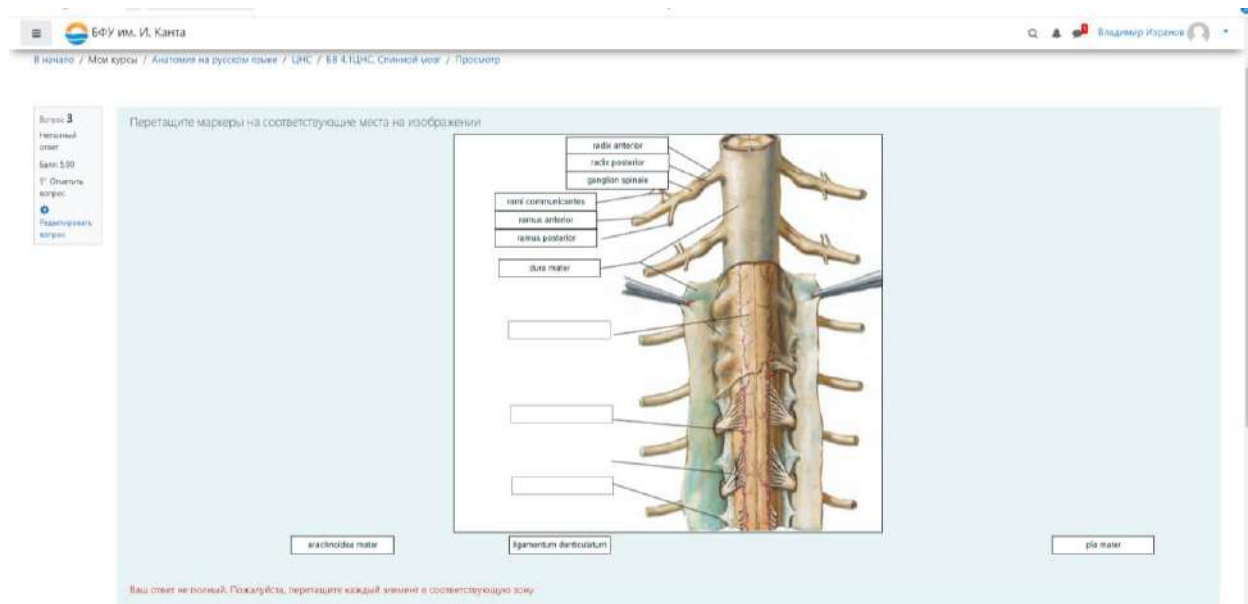 БФУ им. И. Канта
Владимир Изранов
В начало / Мои курсы / Анатомия на русском языке / ЦНС / БВ 4.1ЦНС. Спинной мозг / Просмотр
Вопрос 3
Неполный
ответ
Балл: 5,00
Отметить
вопрос
Редактировать
вопрос
Перетащите маркеры на соответствующие места на изображении
radix anterior
radix posterior
ganglion spinale
rami communicantes
ramus anterior
ramus posterior
dura mater
arachnoidea mater
ligamentum denticulatum
pia mater
Ваш ответ не полный. Пожалуйста, перетащите каждый элемент в соответствующую зону.